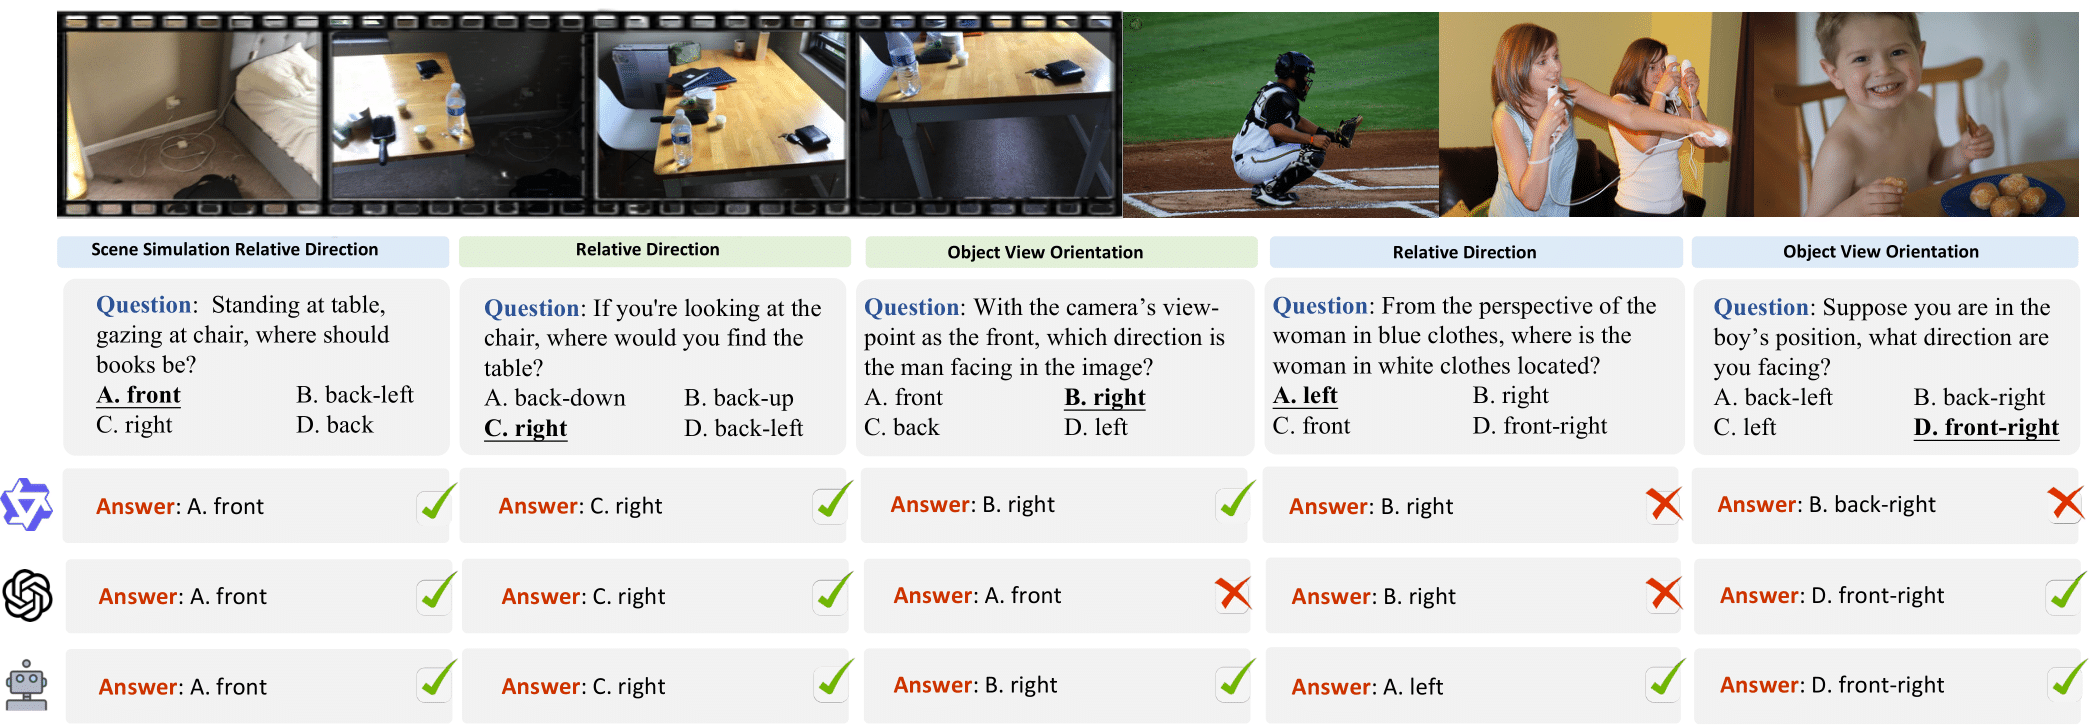 Scene Simulation Relative Direction
Question: Standing at table,
gazing at chair, where should
books be?
A. front B. back-left
C. right D. back
Relative Direction
Question: If you're looking at the
chair, where would you find the
table?
A. back-down B. back-up
C. right D. back-left
Object View Orientation
Question: With the camera’s view-
point as the front, which direction is
the man facing in the image?
A. front B. right
C. back D. left
Relative Direction
Question: From the perspective of the
woman in blue clothes, where is the
woman in white clothes located?
A. left B. right
C. front D. front-right
Object View Orientation
Question: Suppose you are in the
boy’s position, what direction are
you facing?
A. back-left B. back-right
C. left D. front-right
Answer: A. front
Answer: C. right
Answer: B. right
Answer: B. right
Answer: B. back-right
Answer: A. front
Answer: C. right
Answer: A. front
Answer: B. right
Answer: D. front-right
Answer: A. front
Answer: C. right
Answer: B. right
Answer: A. left
Answer: D. front-right